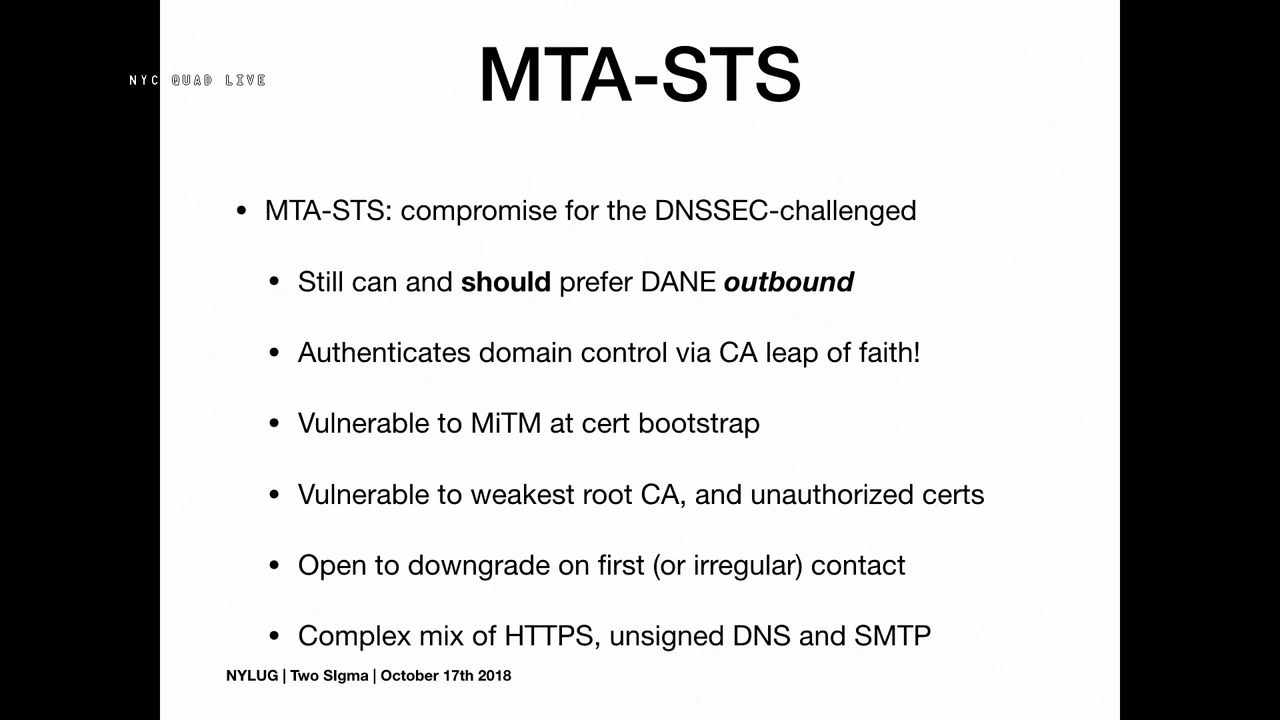 MTA-STS
NYC QUAD LIVE
• MTA-STS: compromise for the DNSSEC-challenged
• Still can and should prefer DANE outbound
• Authenticates domain control via CA leap of faith!
• Vulnerable to MiTM at cert bootstrap
• Vulnerable to weakest root CA, and unauthorized certs
• Open to downgrade on first (or irregular) contact
• Complex mix of HTTPS, unsigned DNS and SMTP
NYLUG | Two SIgma | October 17th 2018